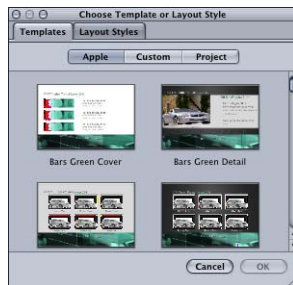 Choose Template or Layout Style
Templates Layout Styles
Apple Custom Project
Bars Green Cover Bars Green Detail
Cancel OK